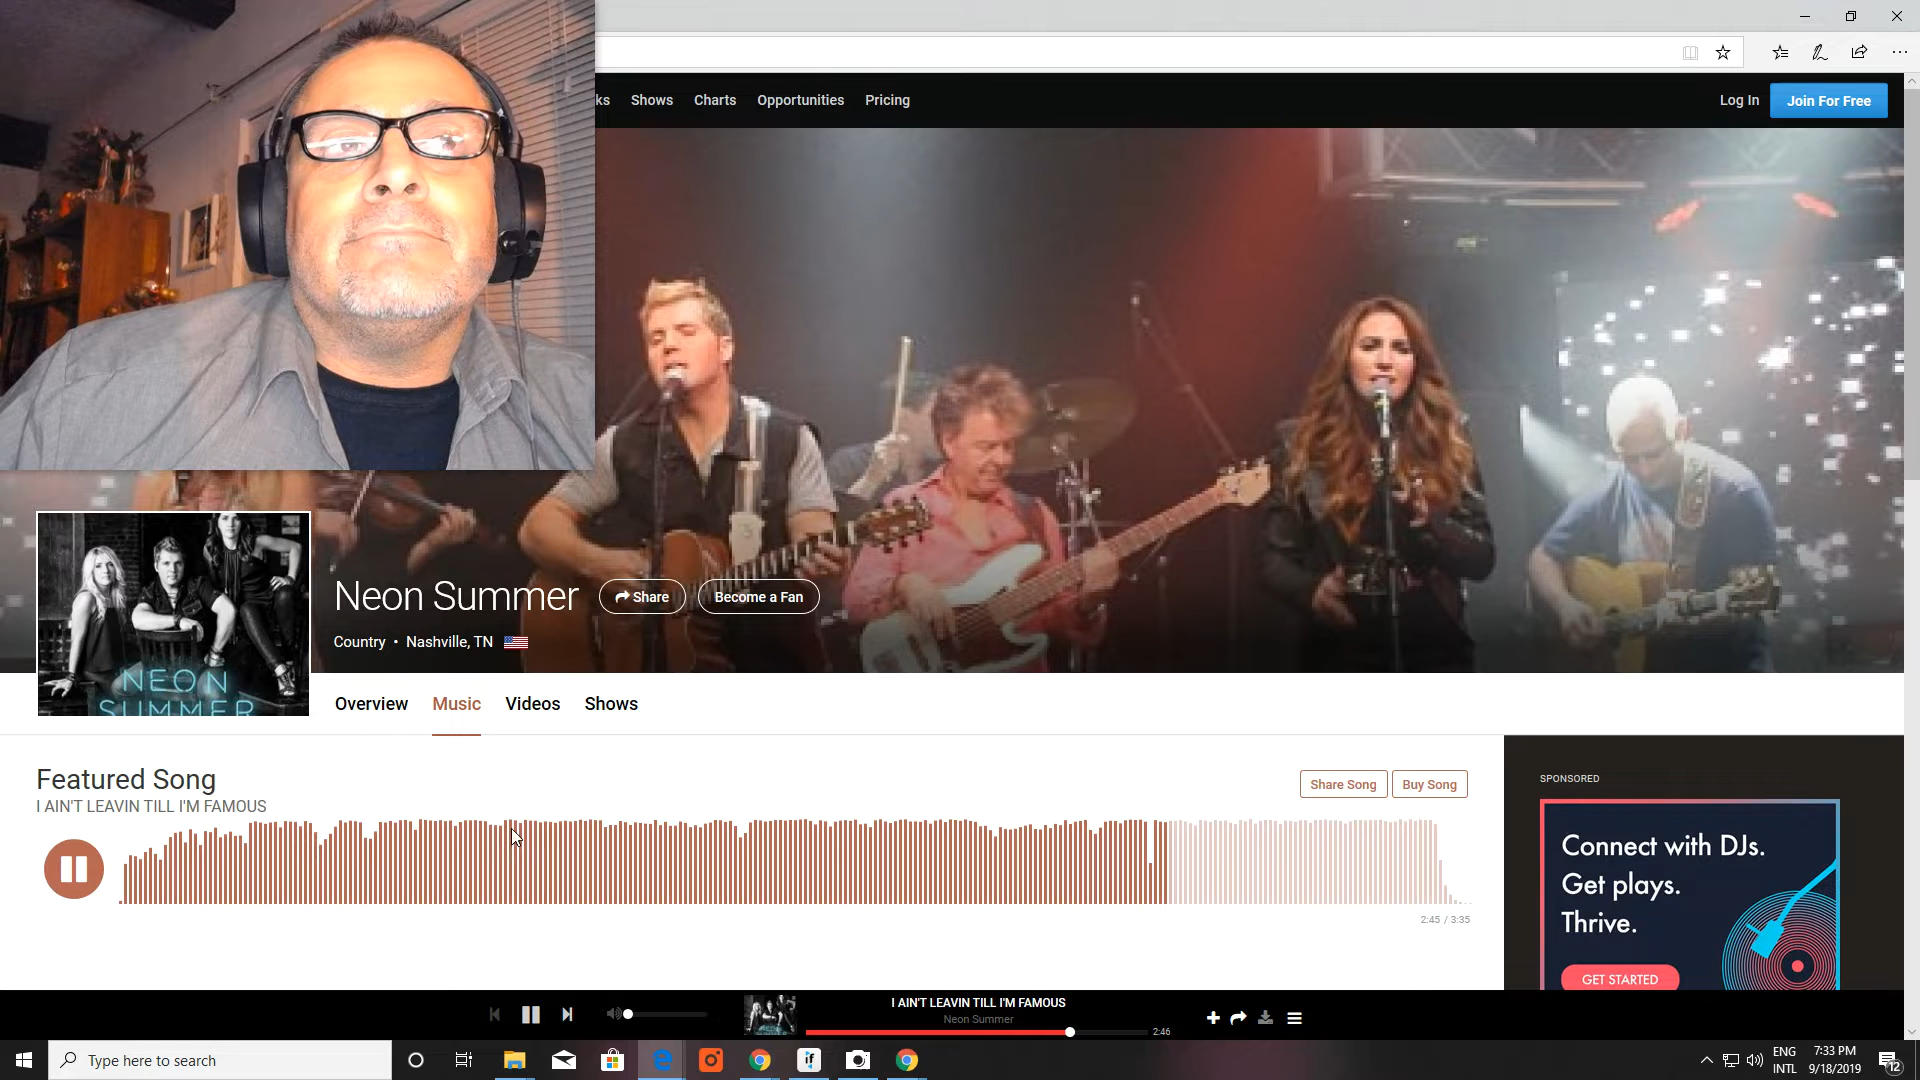 ks Shows Charts Opportunities Pricing
Log In Join For Free
Neon Summer Share Become a Fan
Country • Nashville, TN
NEON
SUMMER
Overview Music Videos Shows
Featured Song
I AIN'T LEAVIN TILL I'M FAMOUS
Share Song Buy Song
2:45 / 3:35
SPONSORED
Connect with DJs.
Get plays.
Thrive.
GET STARTED
I AIN'T LEAVIN TILL I'M FAMOUS
Neon Summer
2:46
Type here to search
if
ENG
INTL
7:33 PM
9/18/2019
12